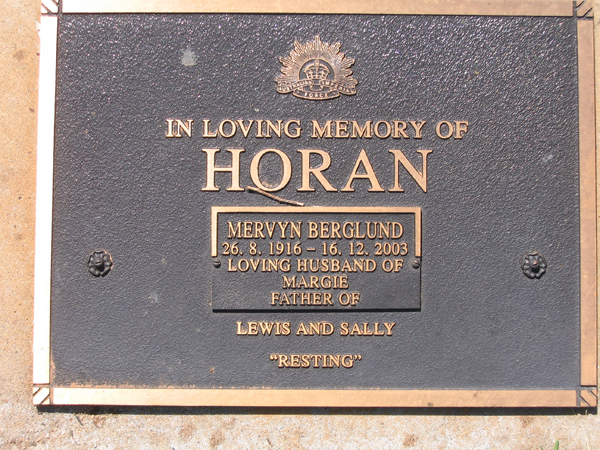 IN LOVING MEMORY OF
HORAN
MERVYN BERGLUND
26. 8. 1916 – 16. 12. 2003
LOVING HUSBAND OF
MARGIE
FATHER OF
LEWIS AND SALLY
“RESTING”